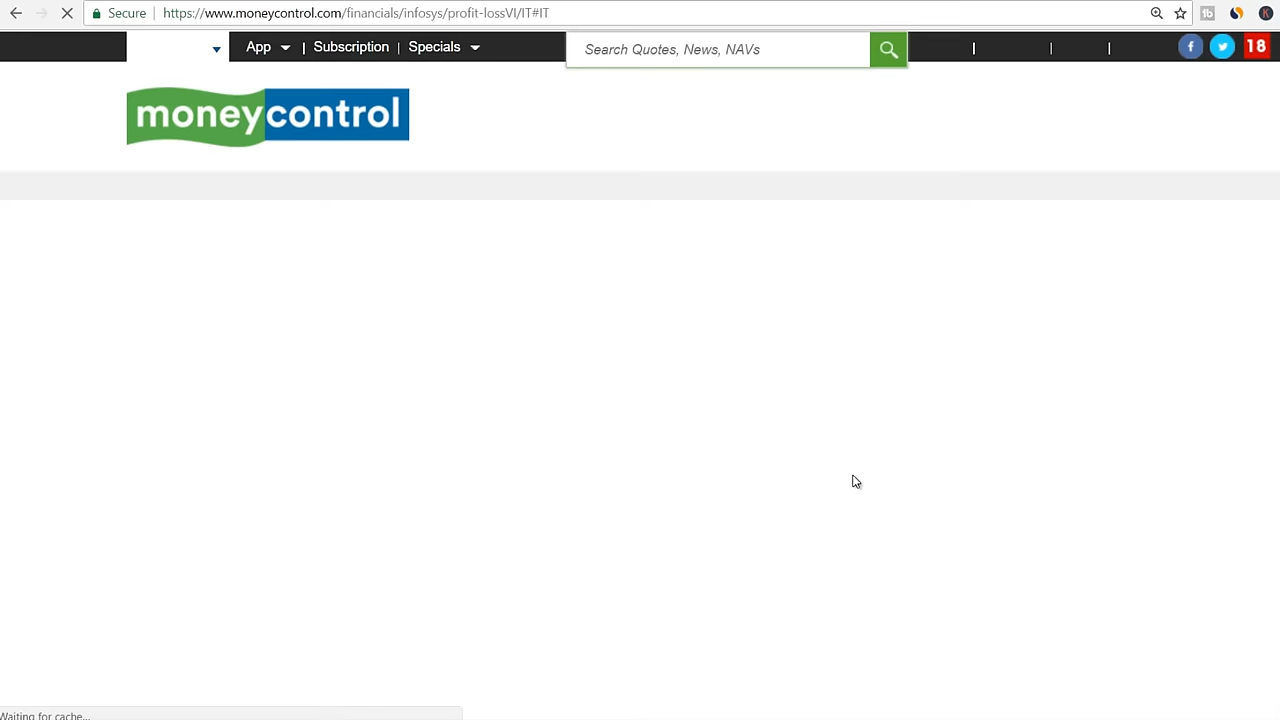 Secure | https://www.moneycontrol.com/financials/infosys/profit-lossVI/IT#IT
App | Subscription | Specials
Search Quotes, News, NAVs
18
moneycontrol
Waiting for cache...